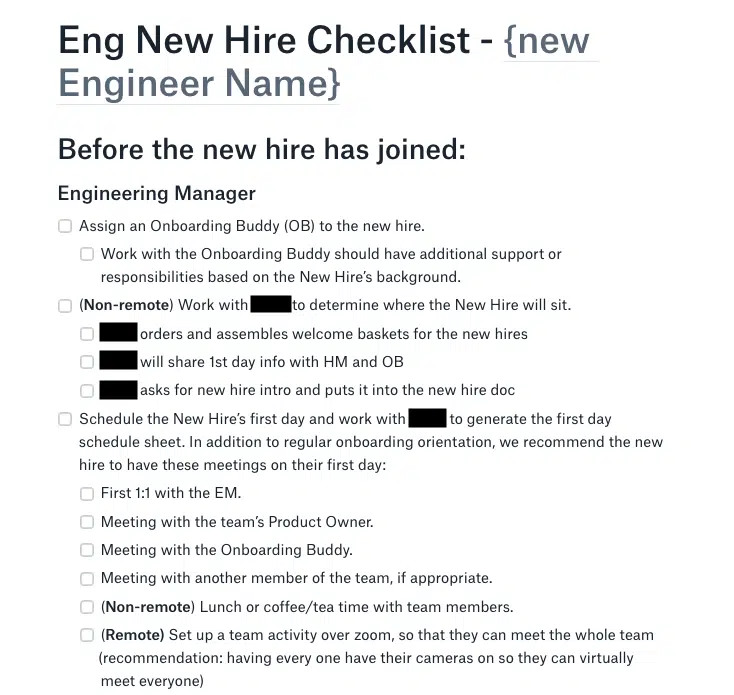 Eng New Hire Checklist - {new
Engineer Name}
Before the new hire has joined:
Engineering Manager
Assign an Onboarding Buddy (OB) to the new hire.
Work with the Onboarding Buddy should have additional support or
responsibilities based on the New Hire's background.
(Non-remote) Work with to determine where the New Hire will sit.
orders and assembles welcome baskets for the new hires
will share 1st day info with HM and OB
asks for new hire intro and puts it into the new hire doc
Schedule the New Hire's first day and work with to generate the first day
schedule sheet. In addition to regular onboarding orientation, we recommend the new
hire to have these meetings on their first day:
First 1:1 with the EM.
Meeting with the team's Product Owner.
Meeting with the Onboarding Buddy.
Meeting with another member of the team, if appropriate.
(Non-remote) Lunch or coffee/tea time with team members.
(Remote) Set up a team activity over zoom, so that they can meet the whole team
(recommendation: having every one have their cameras on so they can virtually
meet everyone)